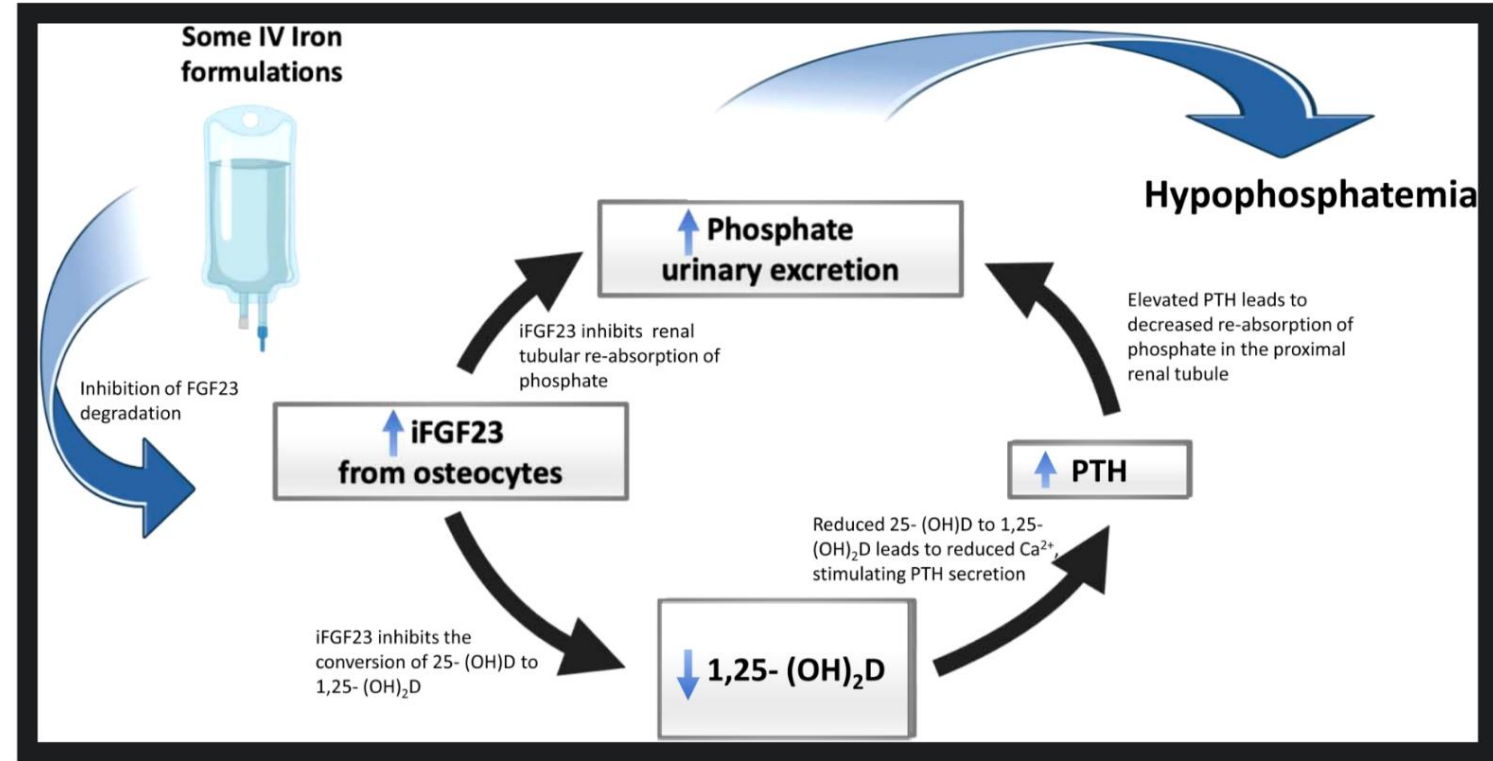 Some IV Iron
formulations
Hypophosphatemia
Phosphate
urinary excretion
iFGF23 inhibits renal
tubular re-absorption of
phosphate
Elevated PTH leads to
decreased re-absorption of
phosphate in the proximal
renal tubule
Inhibition of FGF23
degradation
iFGF23
from osteocytes
PTH
Reduced 25- (OH)D to 1,25-
(OH)₂D leads to reduced Ca²⁺,
stimulating PTH secretion
iFGF23 inhibits the
conversion of 25- (OH)D to
1,25- (OH)₂D
1,25- (OH)₂D